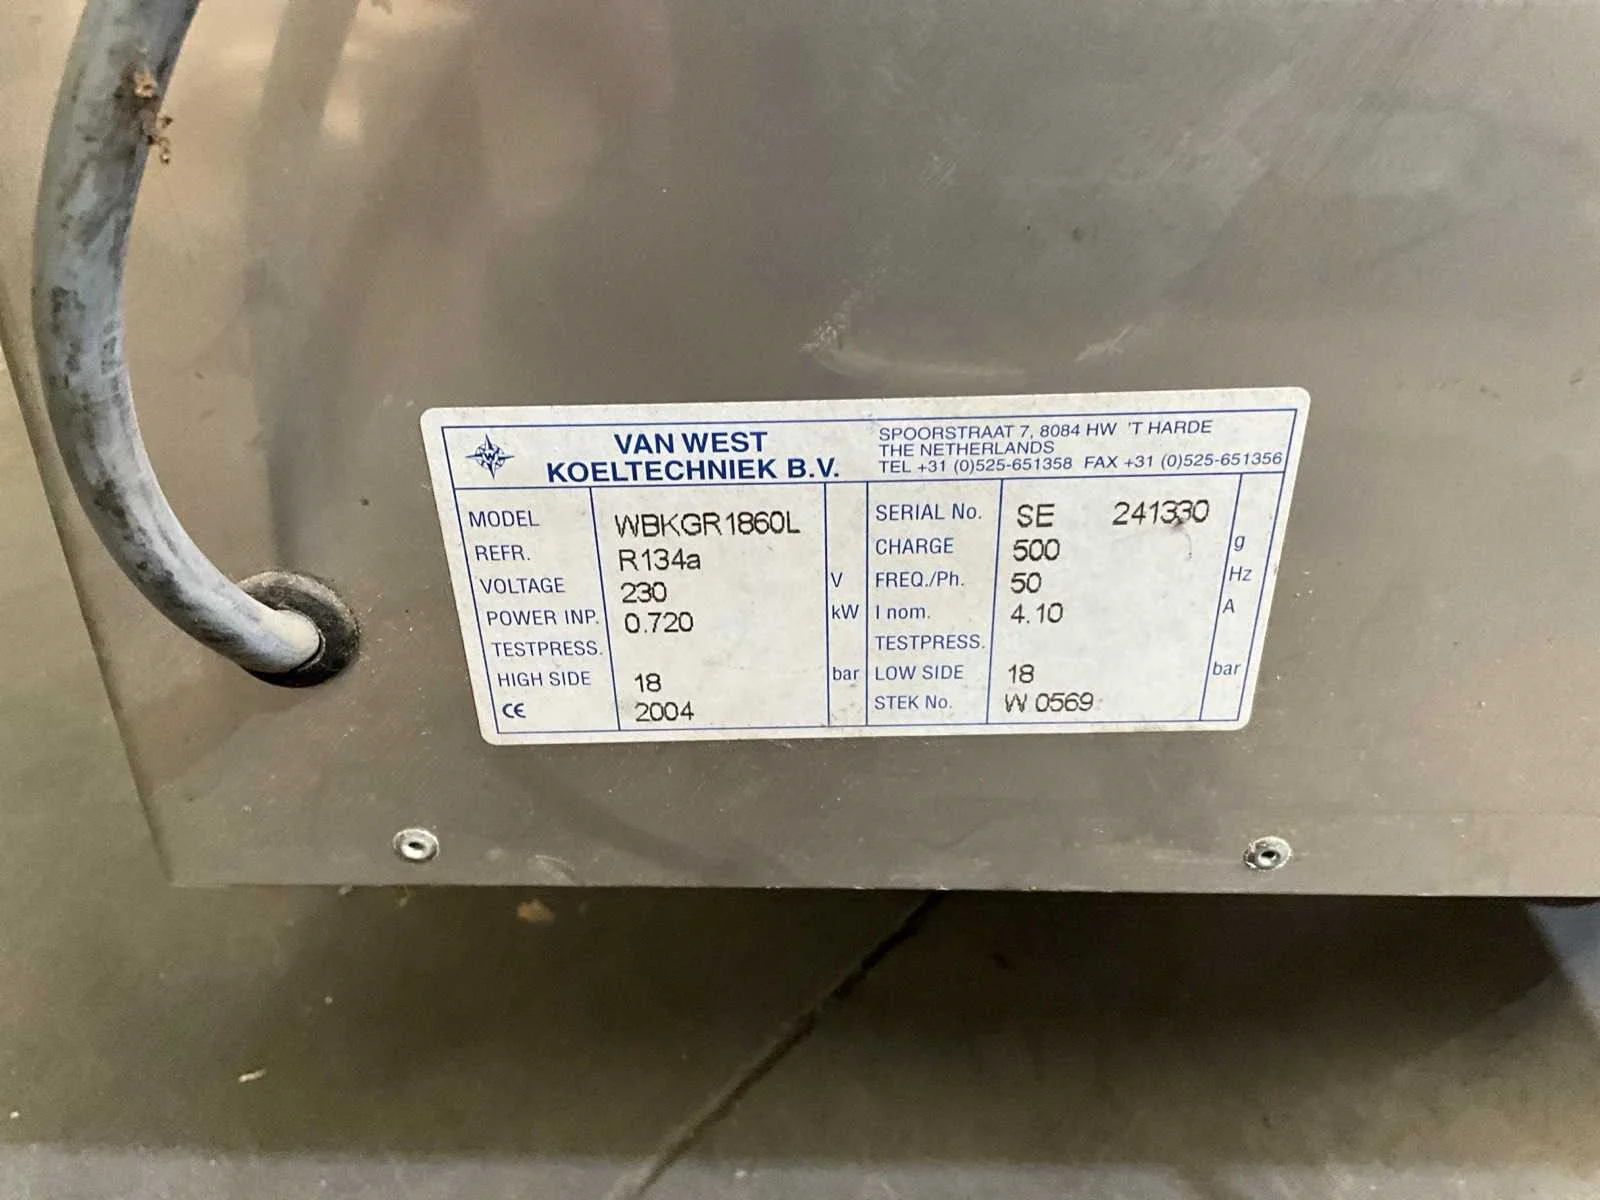 VAN WEST
KOELTECHNIEK B.V.
SPOORSTRAAT 7, 8084 HW 'T HARDE
THE NETHERLANDS
TEL +31 (0)525-651358 FAX +31 (0)525-651356
MODEL WBKGR1860L SERIAL No. SE 241330
REFR. R134a CHARGE 500 g
VOLTAGE 230 V FREQ./Ph. 50 Hz
POWER INP. 0.720 kW I nom. 4.10 A
TESTPRESS. TESTPRESS.
HIGH SIDE 18 bar LOW SIDE 18 bar
CE 2004 STEK No. W 0569